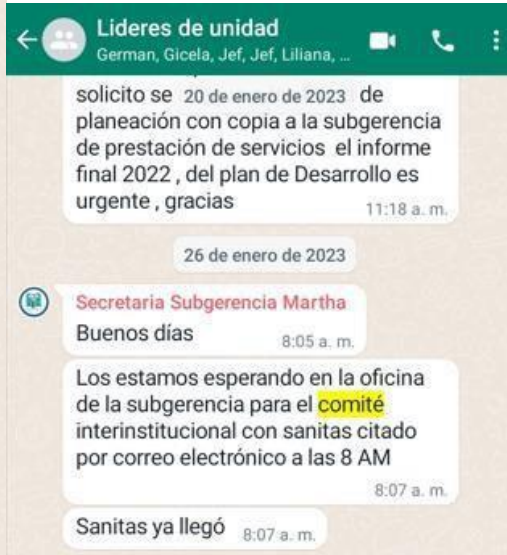 Lideres de unidad
German, Gicela, Jef, Jef, Liliana, ...
solicito se 20 de enero de 2023 de
planeación con copia a la subgerencia
de prestación de servicios el informe
final 2022 , del plan de Desarrollo es
urgente , gracias
11:18 a. m.
26 de enero de 2023
Secretaria Subgerencia Martha
Buenos días
8:05 a. m.
Los estamos esperando en la oficina
de la subgerencia para el comité
interinstitucional con sanitas citado
por correo electrónico a las 8 AM
8:07 a. m.
Sanitas ya llegó 8:07 a. m.